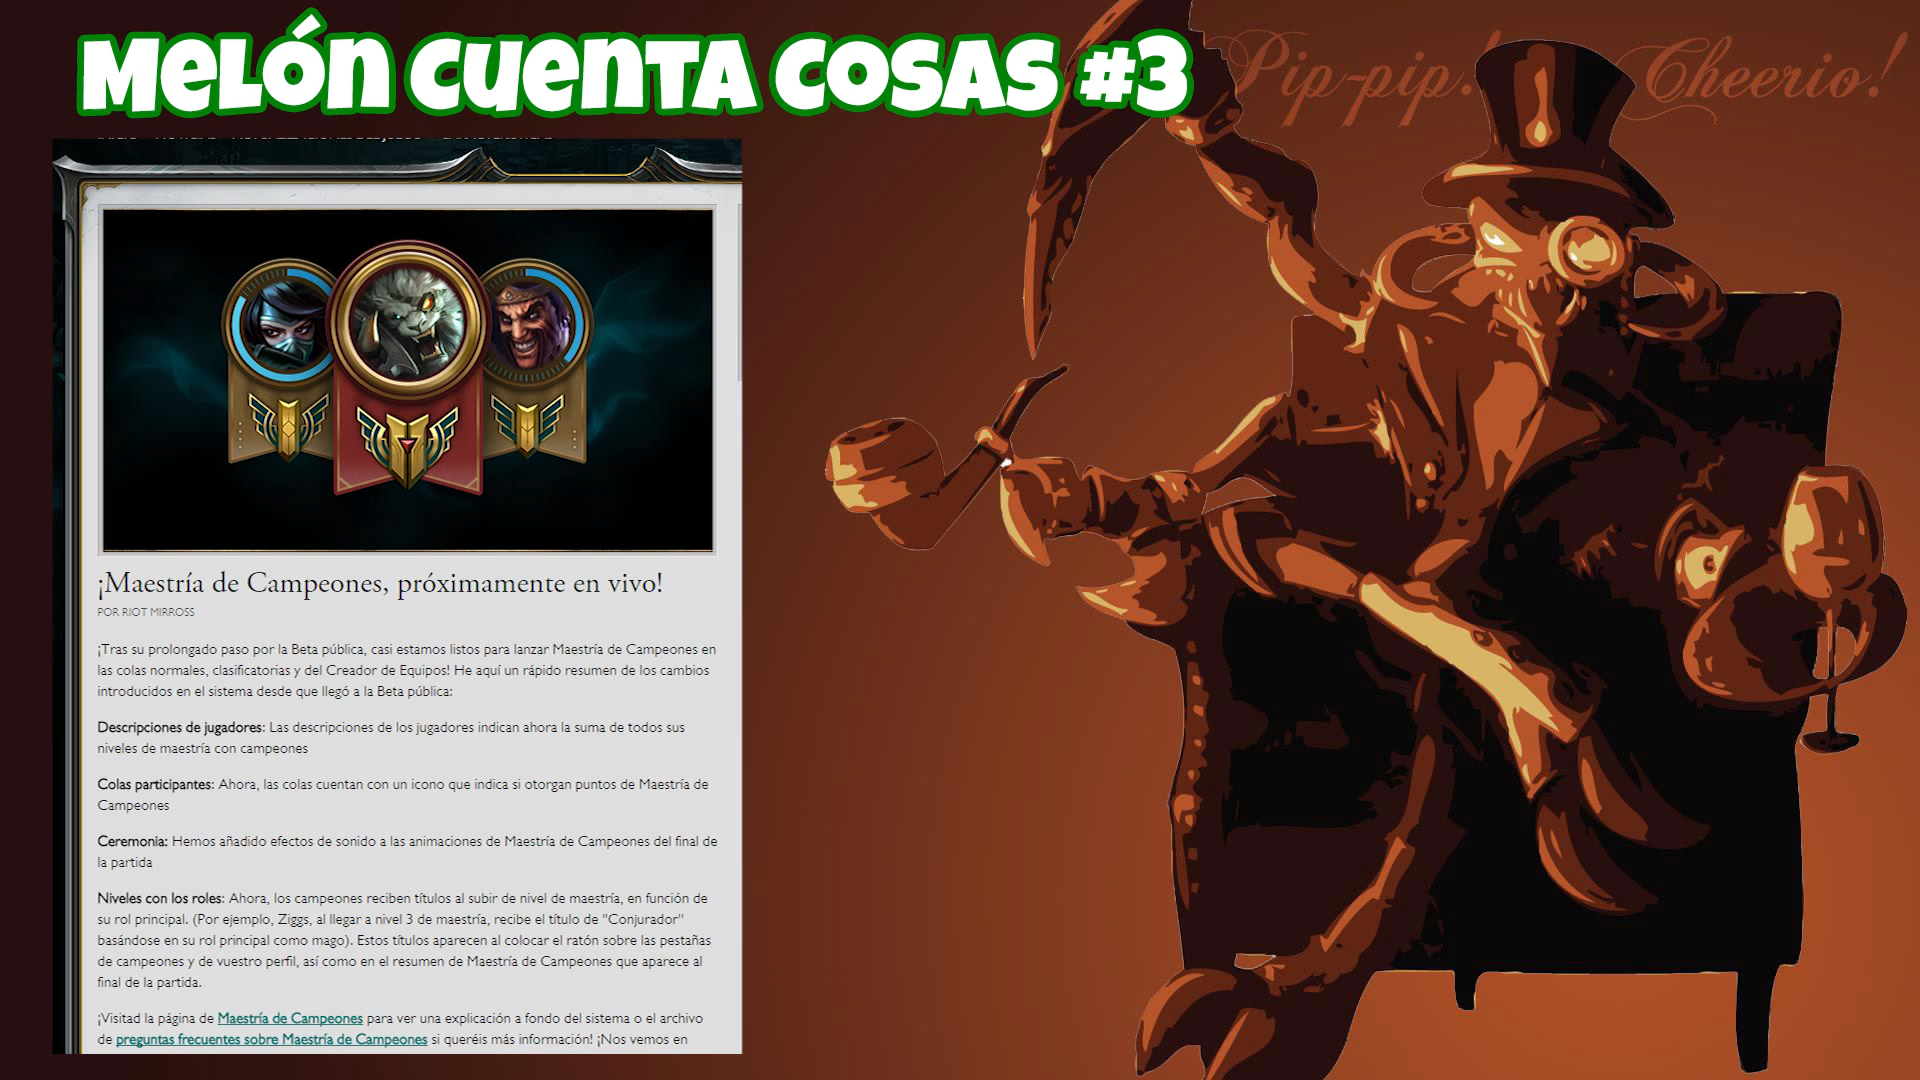 Melón cuenta cosas #3
Pip-pip! Cheerio!
¡Maestría de Campeones, próximamente en vivo!
POR RIOT MIRROSS
¡Tras su prolongado paso por la Beta pública, casi estamos listos para lanzar Maestría de Campeones en
las colas normales, clasificatorias y del Creador de Equipos! He aquí un rápido resumen de los cambios
introducidos en el sistema desde que llegó a la Beta pública:
Descripciones de jugadores: Las descripciones de los jugadores indican ahora la suma de todos sus
niveles de maestría con campeones
Colas participantes: Ahora, las colas cuentan con un icono que indica si otorgan puntos de Maestría de
Campeones
Ceremonia: Hemos añadido efectos de sonido a las animaciones de Maestría de Campeones del final de
la partida
Niveles con los roles: Ahora, los campeones reciben títulos al subir de nivel de maestría, en función de
su rol principal. (Por ejemplo, Ziggs, al llegar a nivel 3 de maestría, recibe el título de "Conjurador"
basándose en su rol principal como mago). Estos títulos aparecen al colocar el ratón sobre las pestañas
de campeones y de vuestro perfil, así como en el resumen de Maestría de Campeones que aparece al
final de la partida.
¡Visitad la página de Maestría de Campeones para ver una explicación a fondo del sistema o el archivo
de preguntas frecuentes sobre Maestría de Campeones si queréis más información! ¡Nos vemos en